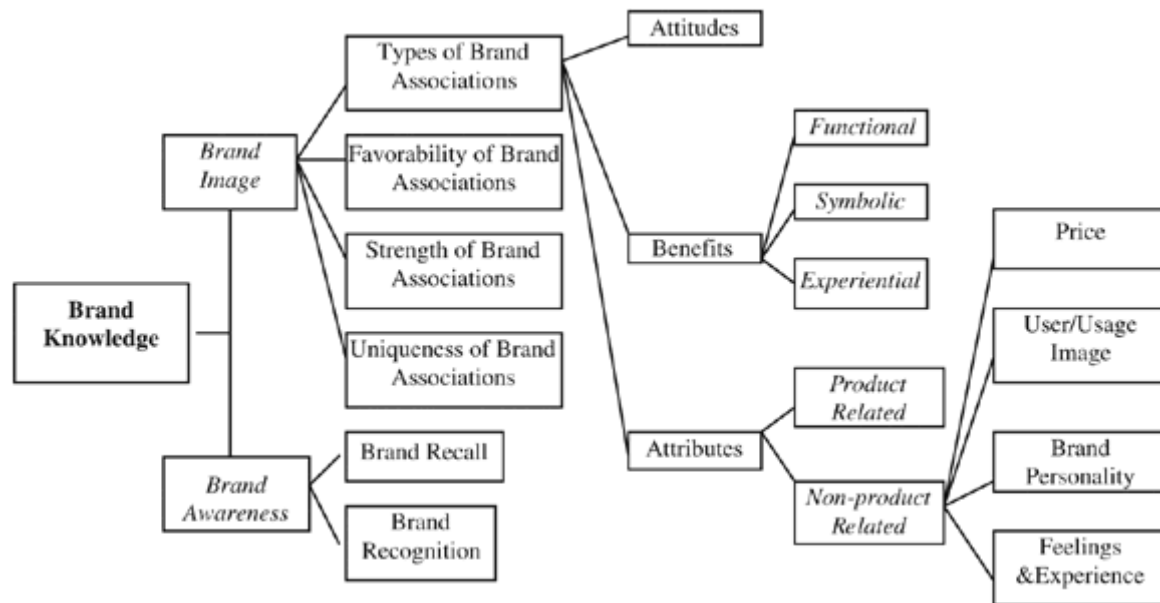 Brand
Knowledge
Brand
Image
Brand
Awareness
Types of Brand
Associations
Favorability of Brand
Associations
Strength of Brand
Associations
Uniqueness of Brand
Associations
Brand Recall
Brand
Recognition
Attitudes
Benefits
Attributes
Functional
Symbolic
Experiential
Product
Related
Non-product
Related
Price
User/Usage
Image
Brand
Personality
Feelings
&Experience